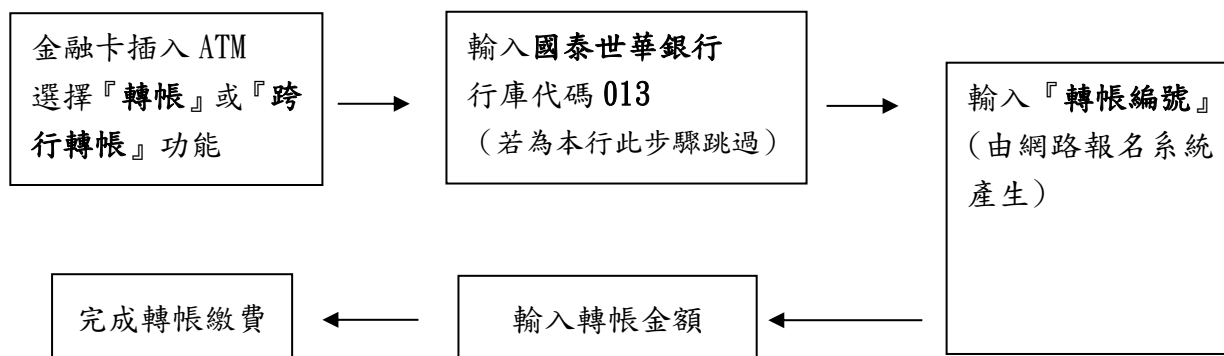 金融卡插入 ATM
選擇『轉帳』或『跨
行轉帳』功能
輸入國泰世華銀行
行庫代碼 013
（若為本行此步驟跳過）
輸入『轉帳編號』
（由網路報名系統
產生）
輸入轉帳金額
完成轉帳繳費